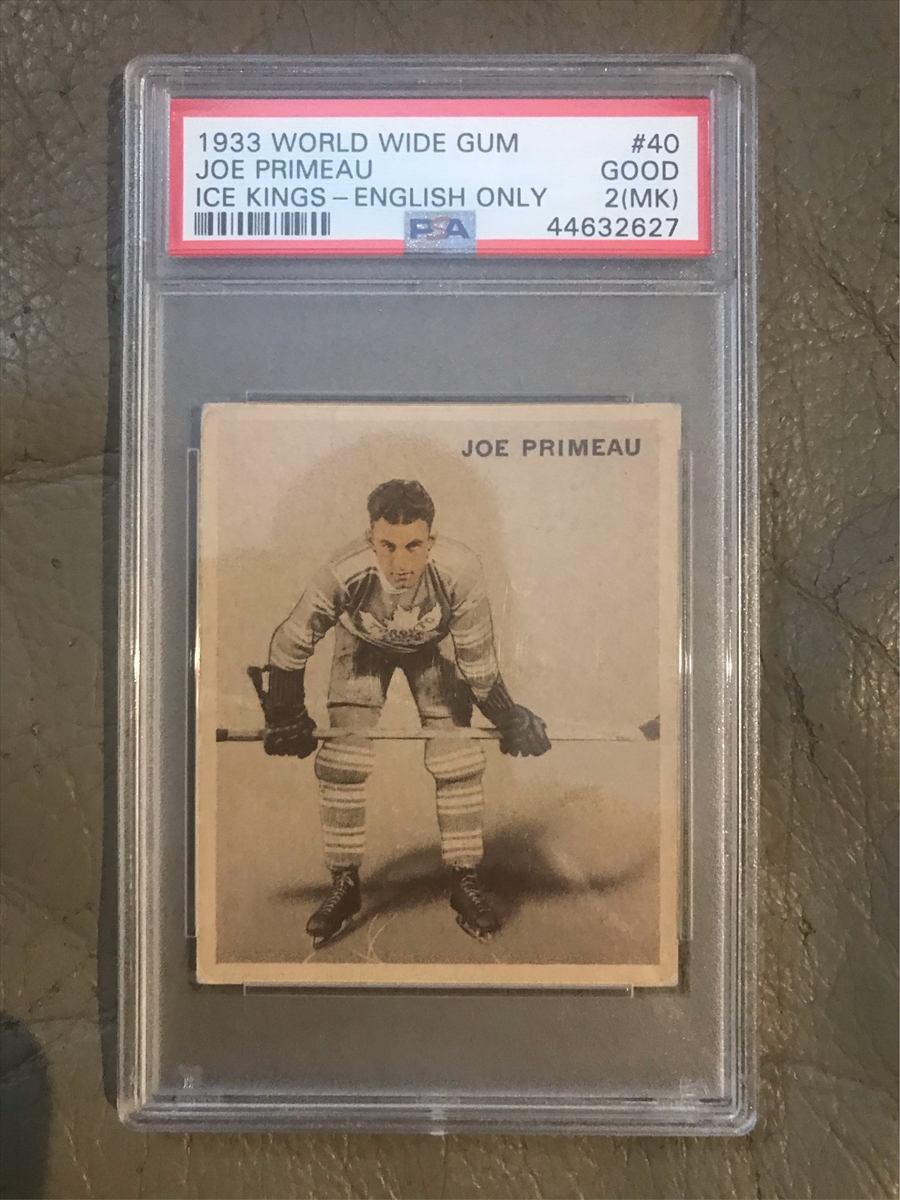 1933 WORLD WIDE GUM #40
JOE PRIMEAU GOOD
ICE KINGS – ENGLISH ONLY 2(MK)
PSA 44632627
JOE PRIMEAU